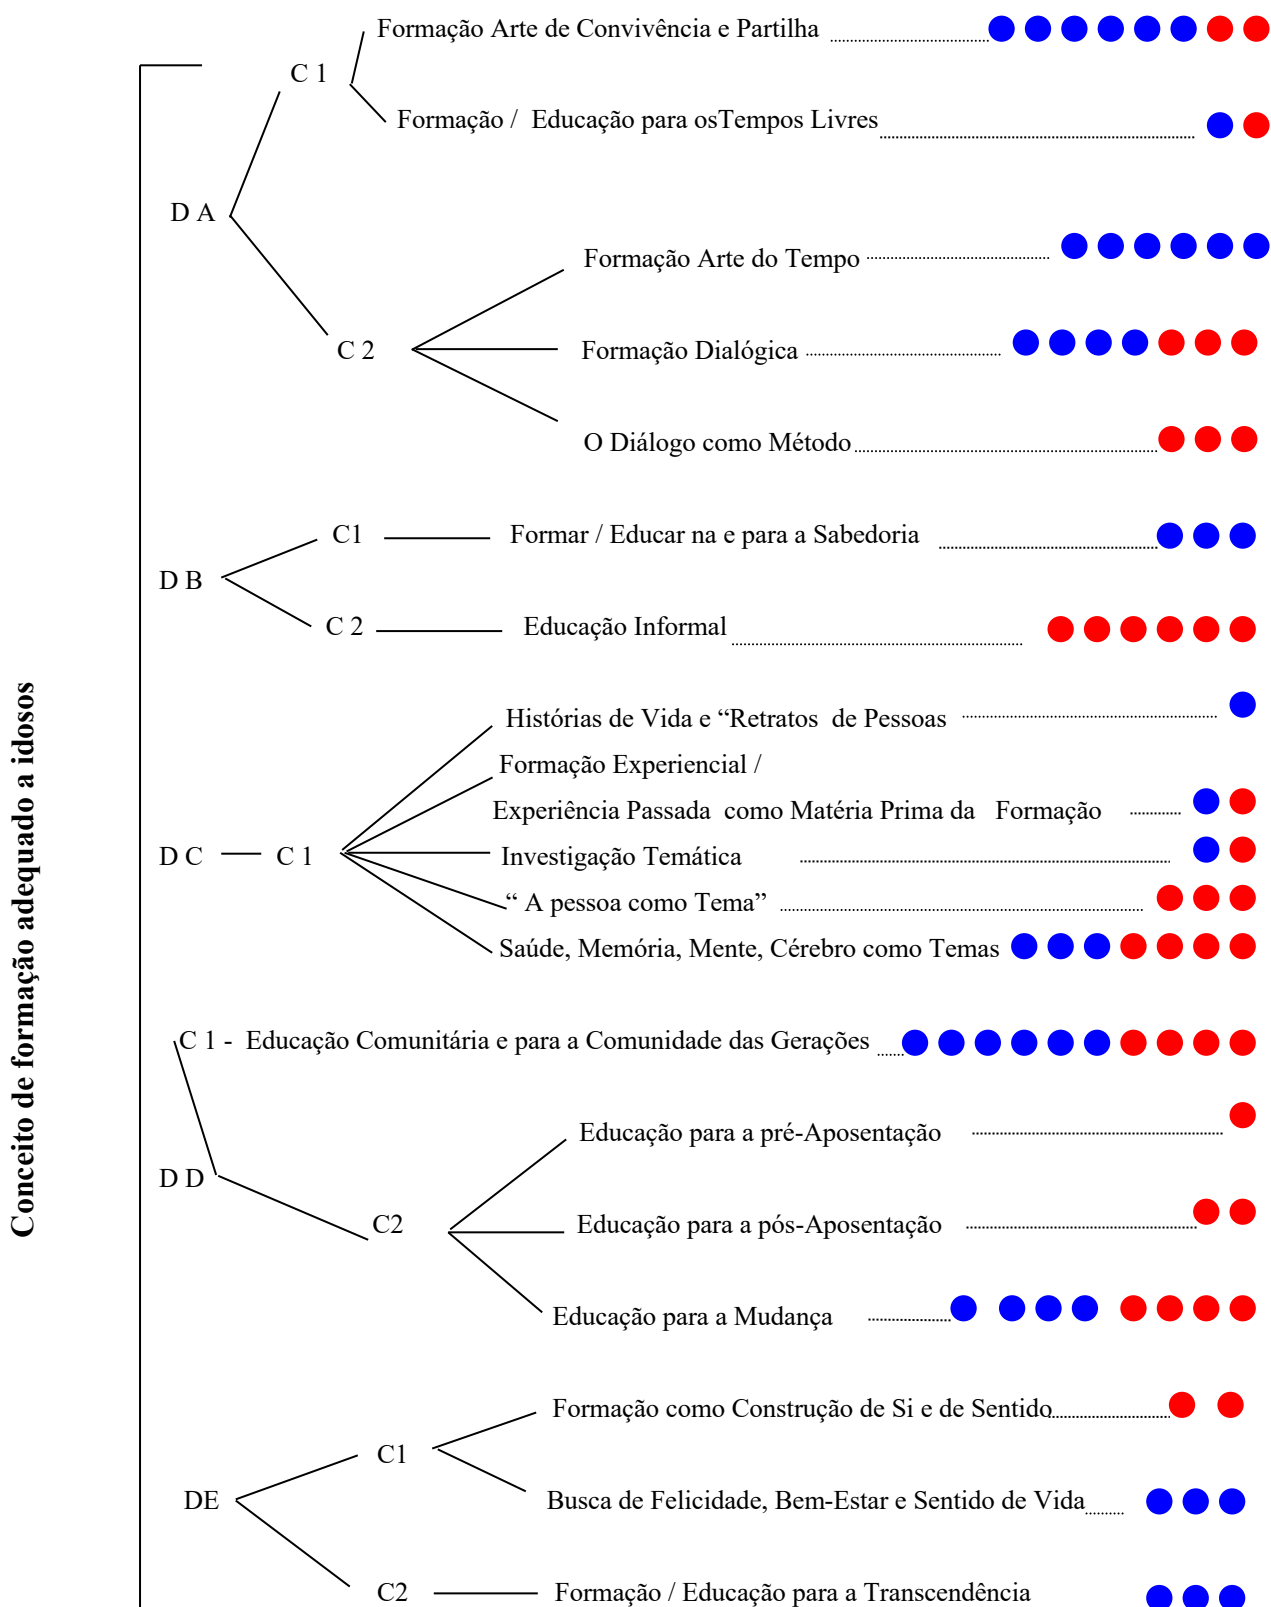 Formação Arte de Convivência e Partilha
C 1
Formação / Educação para osTempos Livres
D A
Formação Arte do Tempo
C 2
Formação Dialógica
O Diálogo como Método
C1
Formar / Educar na e para a Sabedoria
D B
C 2
Educação Informal
Histórias de Vida e “Retratos de Pessoas
Formação Experiencial /
Experiência Passada como Matéria Prima da Formação
D C
C 1
Investigação Temática
“ A pessoa como Tema”
Saúde, Memória, Mente, Cérebro como Temas
C 1 - Educação Comunitária e para a Comunidade das Gerações
Educação para a pré-Aposentação
D D
C2
Educação para a pós-Aposentação
Educação para a Mudança
Formação como Construção de Si e de Sentido
C1
DE
Busca de Felicidade, Bem-Estar e Sentido de Vida
C2
Formação / Educação para a Transcendência
Conceito de formação adequado a idosos